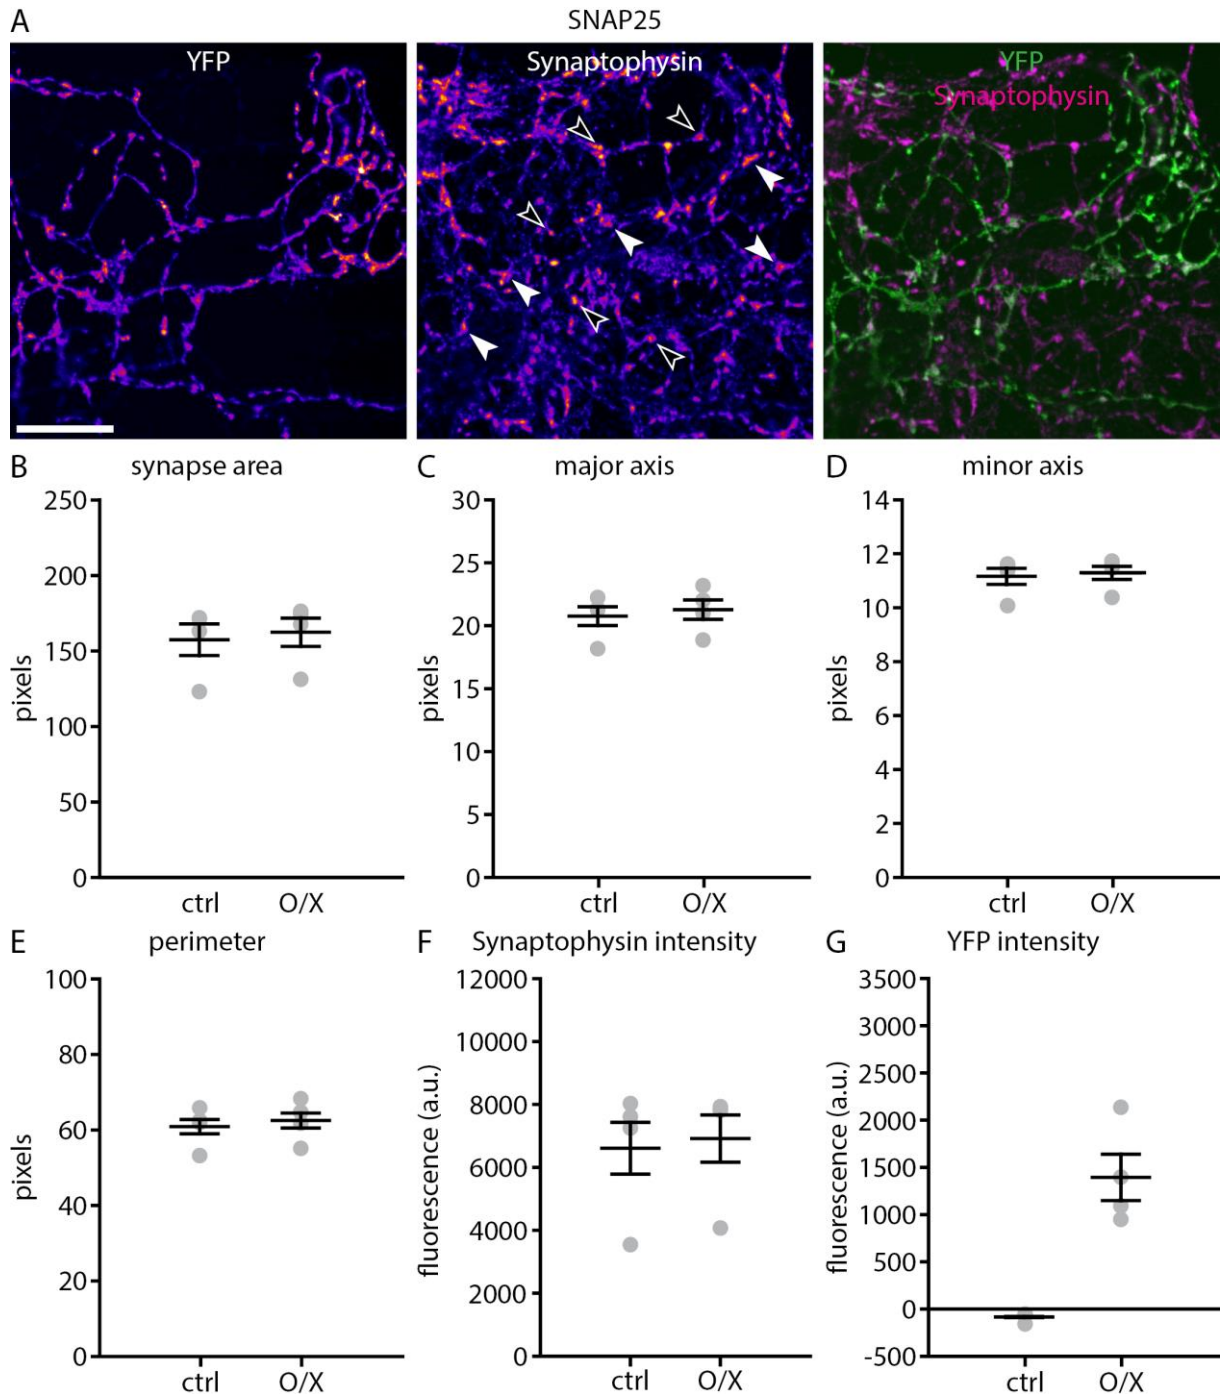 A
SNAP25
YFP
Synaptophysin
YFP
Synaptophysin
B
synapse area
250
200
150
100
50
0
pixels
ctrl
O/X
C
major axis
30
25
20
15
10
5
0
pixels
ctrl
O/X
D
minor axis
14
12
10
8
6
4
2
0
pixels
ctrl
O/X
E
perimeter
100
80
60
40
20
0
pixels
ctrl
O/X
F
Synaptophysin intensity
12000
10000
8000
6000
4000
2000
0
fluorescence (a.u.)
ctrl
O/X
G
YFP intensity
3500
3000
2500
2000
1500
1000
500
0
-500
fluorescence (a.u.)
ctrl
O/X